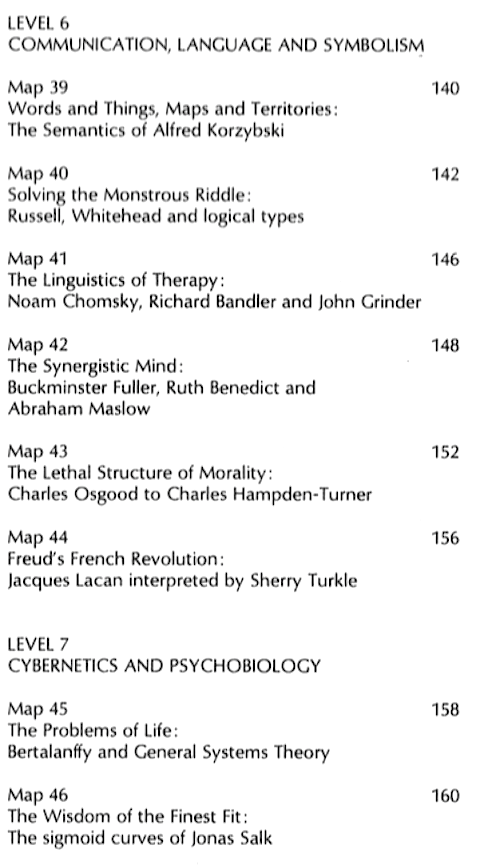 LEVEL 6
COMMUNICATION, LANGUAGE AND SYMBOLISM
Map 39 140
Words and Things, Maps and Territories:
The Semantics of Alfred Korzybski
Map 40 142
Solving the Monstrous Riddle:
Russell, Whitehead and logical types
Map 41 146
The Linguistics of Therapy:
Noam Chomsky, Richard Bandler and John Grinder
Map 42 148
The Synergistic Mind:
Buckminster Fuller, Ruth Benedict and
Abraham Maslow
Map 43 152
The Lethal Structure of Morality:
Charles Osgood to Charles Hampden-Turner
Map 44 156
Freud's French Revolution:
Jacques Lacan interpreted by Sherry Turkle
LEVEL 7
CYBERNETICS AND PSYCHOBIOLOGY
Map 45 158
The Problems of Life:
Bertalanffy and General Systems Theory
Map 46 160
The Wisdom of the Finest Fit:
The sigmoid curves of Jonas Salk